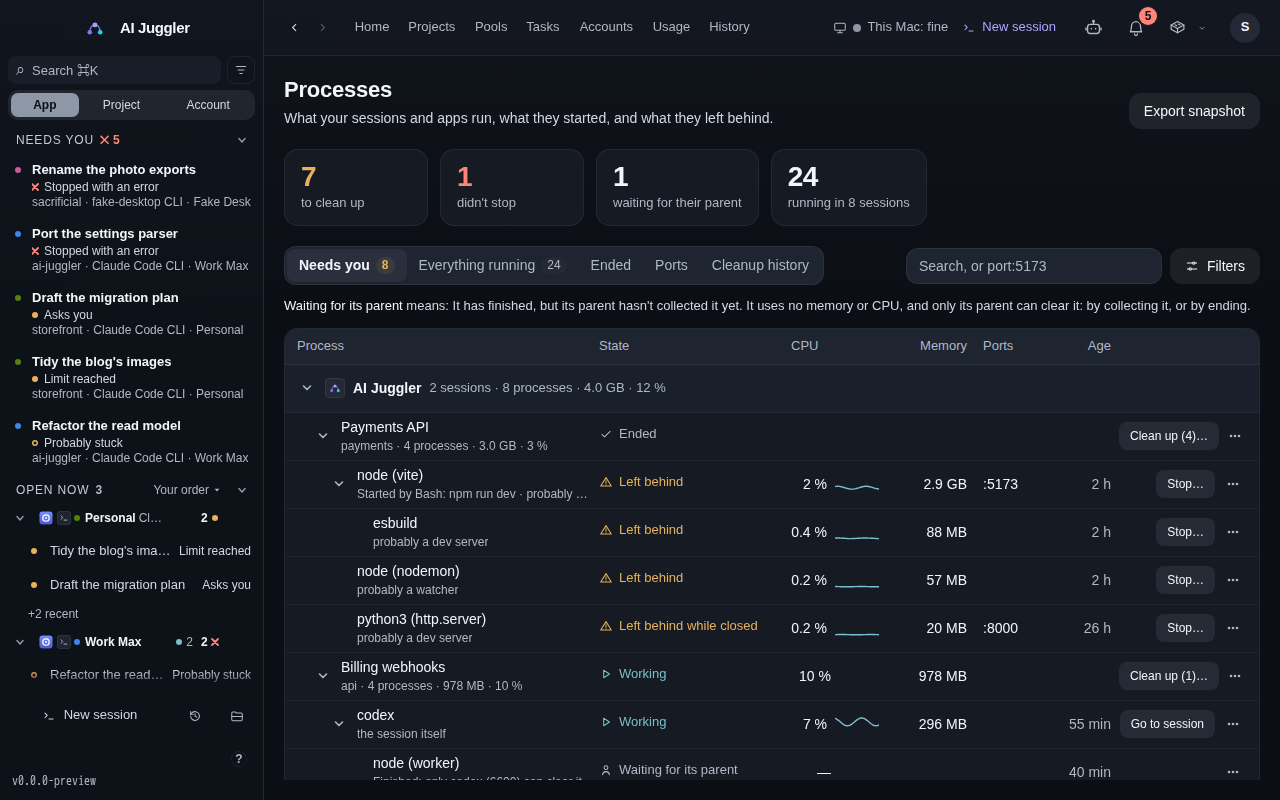 AI Juggler
Search ⌘K
App Project Account
NEEDS YOU 5
Rename the photo exports
Stopped with an error
sacrificial · fake-desktop CLI · Fake Desk
Port the settings parser
Stopped with an error
ai-juggler · Claude Code CLI · Work Max
Draft the migration plan
Asks you
storefront · Claude Code CLI · Personal
Tidy the blog's images
Limit reached
storefront · Claude Code CLI · Personal
Refactor the read model
Probably stuck
ai-juggler · Claude Code CLI · Work Max
OPEN NOW 3 Your order
Personal Cl… 2
Tidy the blog's ima… Limit reached
Draft the migration plan Asks you
+2 recent
Work Max 2 2
Refactor the read… Probably stuck
New session
?
v0.0.0-preview
Home Projects Pools Tasks Accounts Usage History
This Mac: fine
New session
5
S
Processes
What your sessions and apps run, what they started, and what they left behind.
Export snapshot
7
to clean up
1
didn't stop
1
waiting for their parent
24
running in 8 sessions
Needs you 8 Everything running 24 Ended Ports Cleanup history
Search, or port:5173
Filters
Waiting for its parent means: It has finished, but its parent hasn't collected it yet. It uses no memory or CPU, and only its parent can clear it: by collecting it, or by ending.
Process State CPU Memory Ports Age
AI Juggler 2 sessions · 8 processes · 4.0 GB · 12 %
Payments API
payments · 4 processes · 3.0 GB · 3 %
Ended
Clean up (4)…
node (vite)
Started by Bash: npm run dev · probably …
Left behind 2 % 2.9 GB :5173 2 h Stop…
esbuild
probably a dev server
Left behind 0.4 % 88 MB 2 h Stop…
node (nodemon)
probably a watcher
Left behind 0.2 % 57 MB 2 h Stop…
python3 (http.server)
probably a dev server
Left behind while closed 0.2 % 20 MB :8000 26 h Stop…
Billing webhooks
api · 4 processes · 978 MB · 10 %
Working 10 % 978 MB Clean up (1)…
codex
the session itself
Working 7 % 296 MB 55 min Go to session
node (worker)
Finished; only codex (6600) can clear it
Waiting for its parent — 40 min